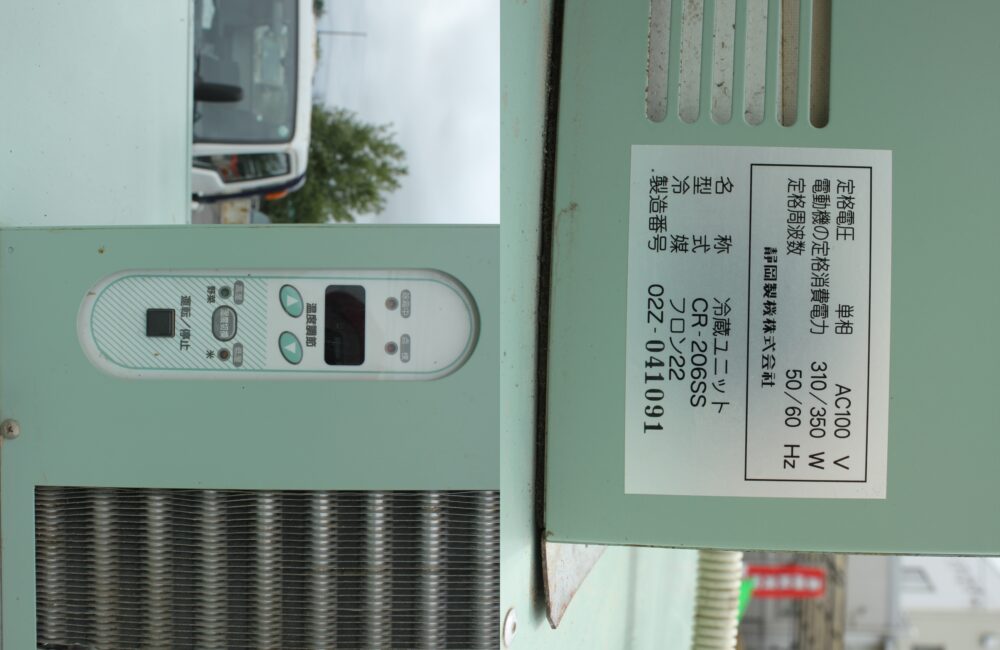 温度調節
野菜
米
運転／停止
名称 冷蔵ユニット
型式 CR-206SS
冷媒 フロン22
製造番号 02Z-041091
定格電圧 単相 AC100 V
電動機の定格消費電力 310/350 W
定格周波数 50/60 Hz
静岡製機株式会社